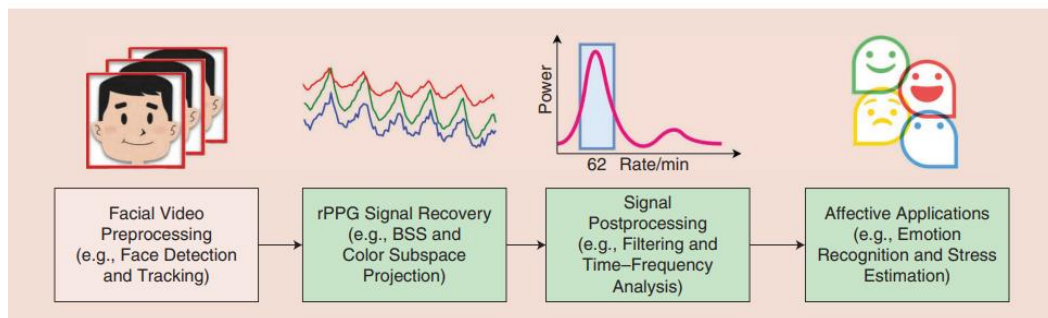 Power
62 Rate/min
Facial Video
Preprocessing
(e.g., Face Detection
and Tracking)
rPPG Signal Recovery
(e.g., BSS and
Color Subspace
Projection)
Signal
Postprocessing
(e.g., Filtering and
Time–Frequency
Analysis)
Affective Applications
(e.g., Emotion
Recognition and Stress
Estimation)